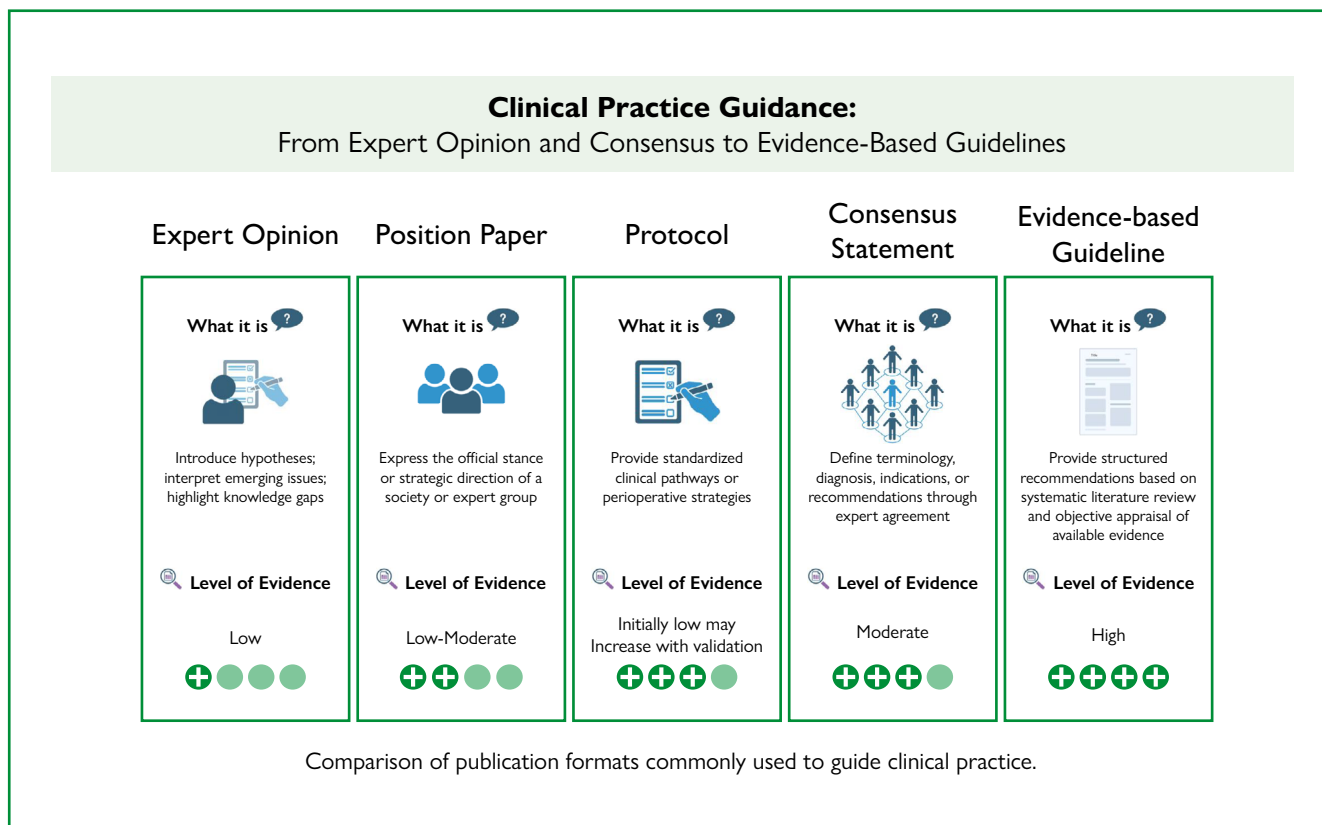 Clinical Practice Guidance:
From Expert Opinion and Consensus to Evidence-Based Guidelines
Expert Opinion
What it is ?
Introduce hypotheses;
interpret emerging issues;
highlight knowledge gaps
Level of Evidence
Low
Position Paper
What it is ?
Express the official stance
or strategic direction of a
society or expert group
Level of Evidence
Low-Moderate
Protocol
What it is ?
Provide standardized
clinical pathways or
perioperative strategies
Level of Evidence
Initially low may
Increase with validation
Consensus
Statement
What it is ?
Define terminology,
diagnosis, indications, or
recommendations through
expert agreement
Level of Evidence
Moderate
Evidence-based
Guideline
What it is ?
Title
Provide structured
recommendations based on
systematic literature review
and objective appraisal of
available evidence
Level of Evidence
High
Comparison of publication formats commonly used to guide clinical practice.